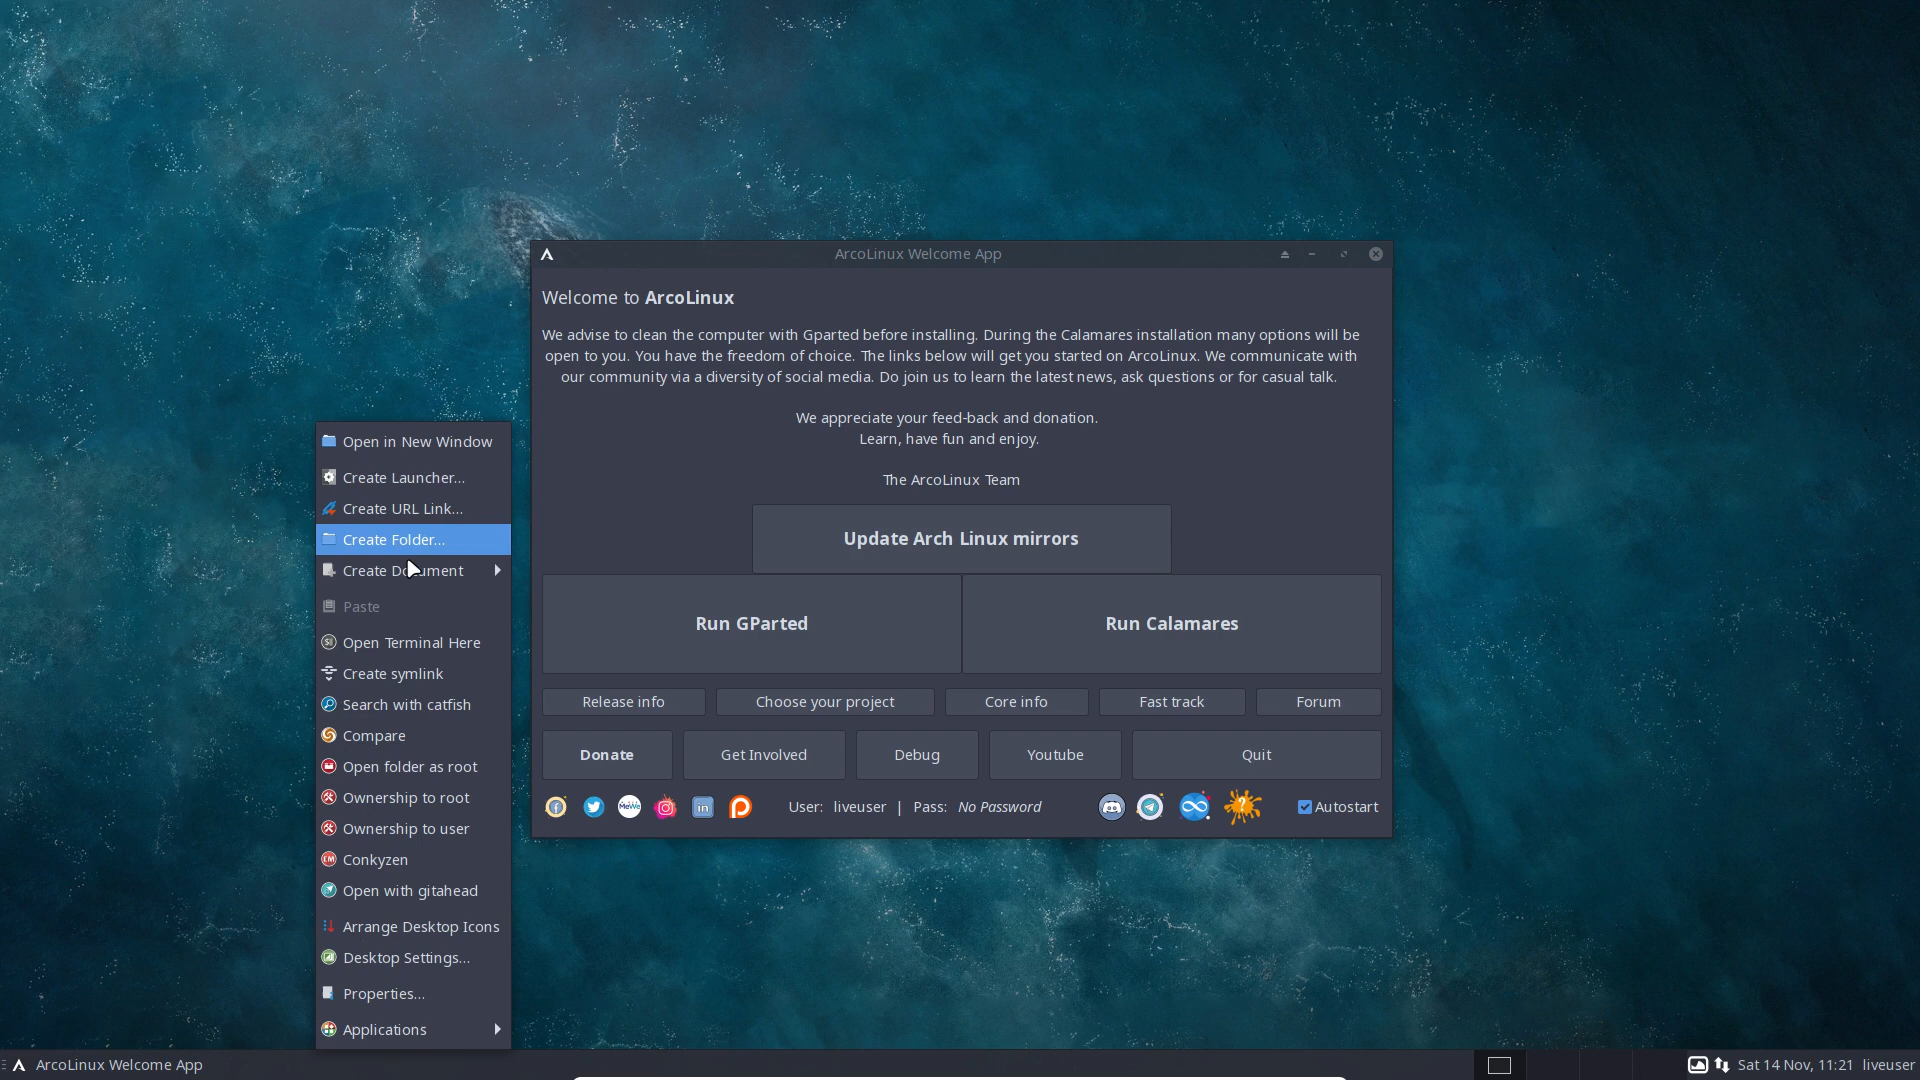 ArcoLinux Welcome App
Welcome to ArcoLinux
We advise to clean the computer with Gparted before installing. During the Calamares installation many options will be
open to you. You have the freedom of choice. The links below will get you started on ArcoLinux. We communicate with
our community via a diversity of social media. Do join us to learn the latest news, ask questions or for casual talk.
We appreciate your feed-back and donation.
Learn, have fun and enjoy.
The ArcoLinux Team
Update Arch Linux mirrors
Run GParted
Run Calamares
Release info
Choose your project
Core info
Fast track
Forum
Donate
Get Involved
Debug
Youtube
Quit
MeWe
in
User: liveuser | Pass: No Password
?
Autostart
Open in New Window
Create Launcher...
Create URL Link...
Create Folder...
Create Document
Paste
Open Terminal Here
Create symlink
Search with catfish
Compare
Open folder as root
Ownership to root
Ownership to user
Conkyzen
Open with gitahead
Arrange Desktop Icons
Desktop Settings...
Properties...
Applications
ArcoLinux Welcome App
Sat 14 Nov, 11:21 liveuser